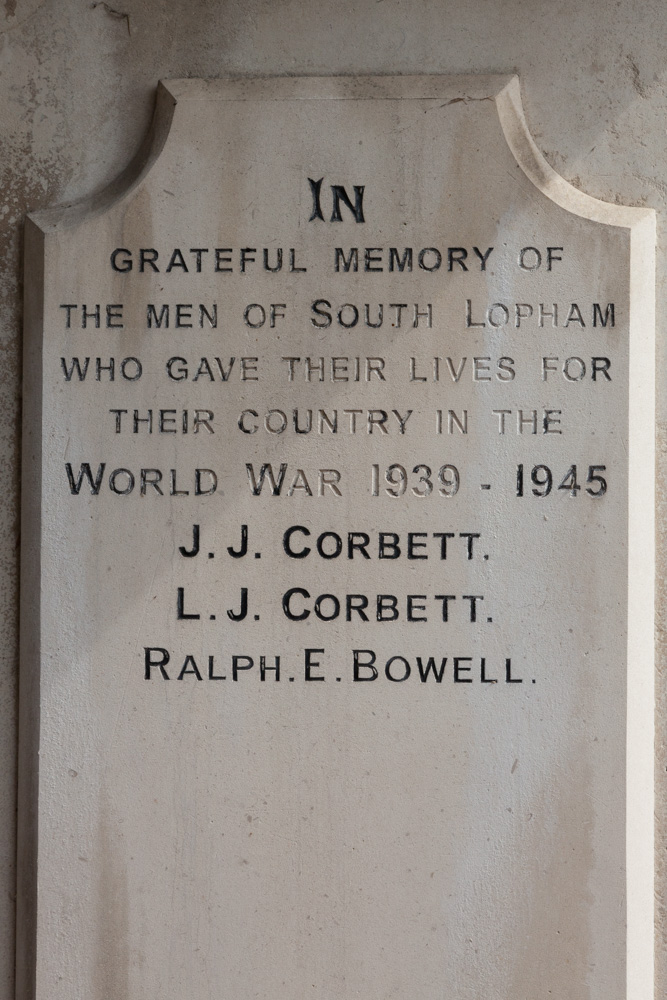 IN
GRATEFUL MEMORY OF
THE MEN OF SOUTH LOPHAM
WHO GAVE THEIR LIVES FOR
THEIR COUNTRY IN THE
WORLD WAR 1939 - 1945
J. J. CORBETT.
L. J. CORBETT.
RALPH. E. BOWELL.